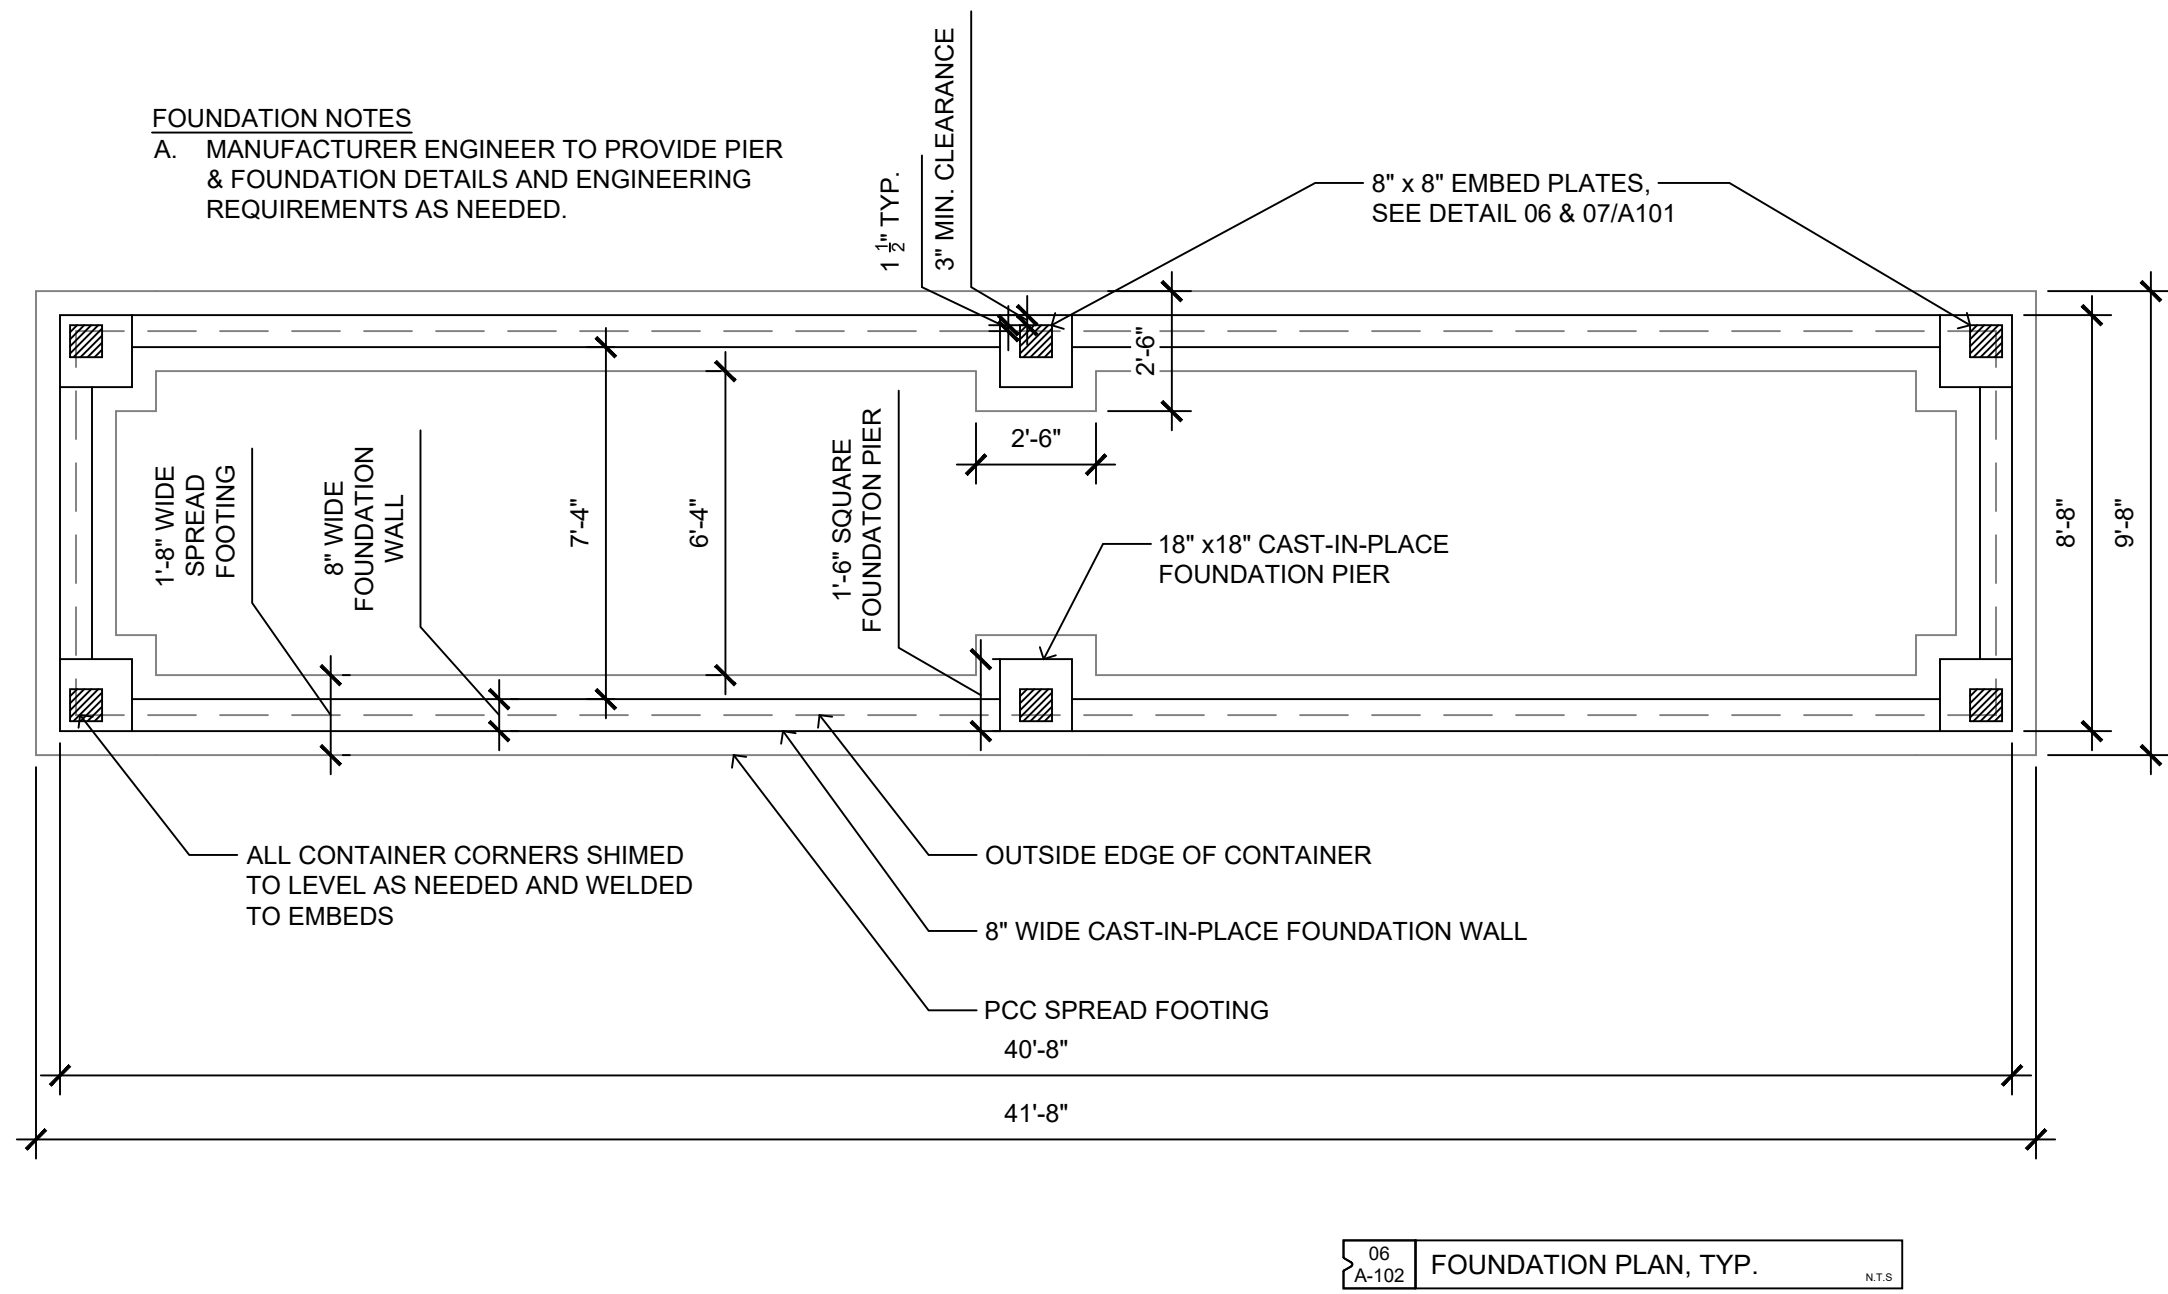 FOUNDATION NOTES
A. MANUFACTURER ENGINEER TO PROVIDE PIER
& FOUNDATION DETAILS AND ENGINEERING
REQUIREMENTS AS NEEDED.
1 1/2" TYP.
3" MIN. CLEARANCE
8" x 8" EMBED PLATES,
SEE DETAIL 06 & 07/A101
2'-6"
2'-6"
1'-8" WIDE
SPREAD
FOOTING
8" WIDE
FOUNDATION
WALL
7'-4"
6'-4"
1'-6" SQUARE
FOUNDATON PIER
18" x18" CAST-IN-PLACE
FOUNDATION PIER
8'-8"
9'-8"
ALL CONTAINER CORNERS SHIMED
TO LEVEL AS NEEDED AND WELDED
TO EMBEDS
OUTSIDE EDGE OF CONTAINER
8" WIDE CAST-IN-PLACE FOUNDATION WALL
PCC SPREAD FOOTING
40'-8"
41'-8"
06
A-102
FOUNDATION PLAN, TYP.
N.T.S